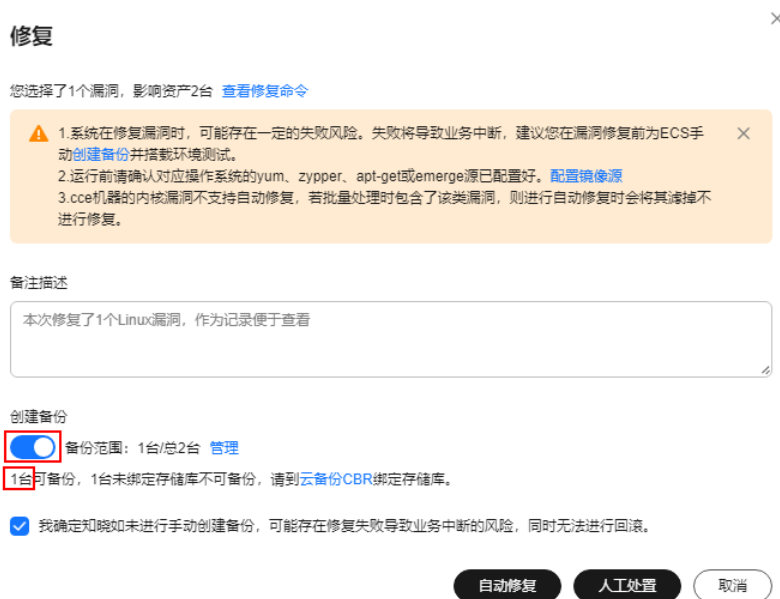 修复
您选择了1个漏洞，影响资产2台 查看修复命令
1.系统在修复漏洞时，可能存在一定的失败风险。失败将导致业务中断，建议您在漏洞修复前为ECS手
动创建备份并搭载环境测试。
2.运行前请确认对应操作系统的yum、zypper、apt-get或emerge源已配置好。配置镜像源
3.cce机器的内核漏洞不支持自动修复，若批量处理时包含了该类漏洞，则进行自动修复时会将其滤掉不
进行修复。
备注描述
本次修复了1个Linux漏洞，作为记录便于查看
创建备份
备份范围：1台/总2台 管理
1台可备份，1台未绑定存储库不可备份，请到云备份CBR绑定存储库。
我确定知晓如未进行手动创建备份，可能存在修复失败导致业务中断的风险，同时无法进行回滚。
自动修复 人工处置 取消